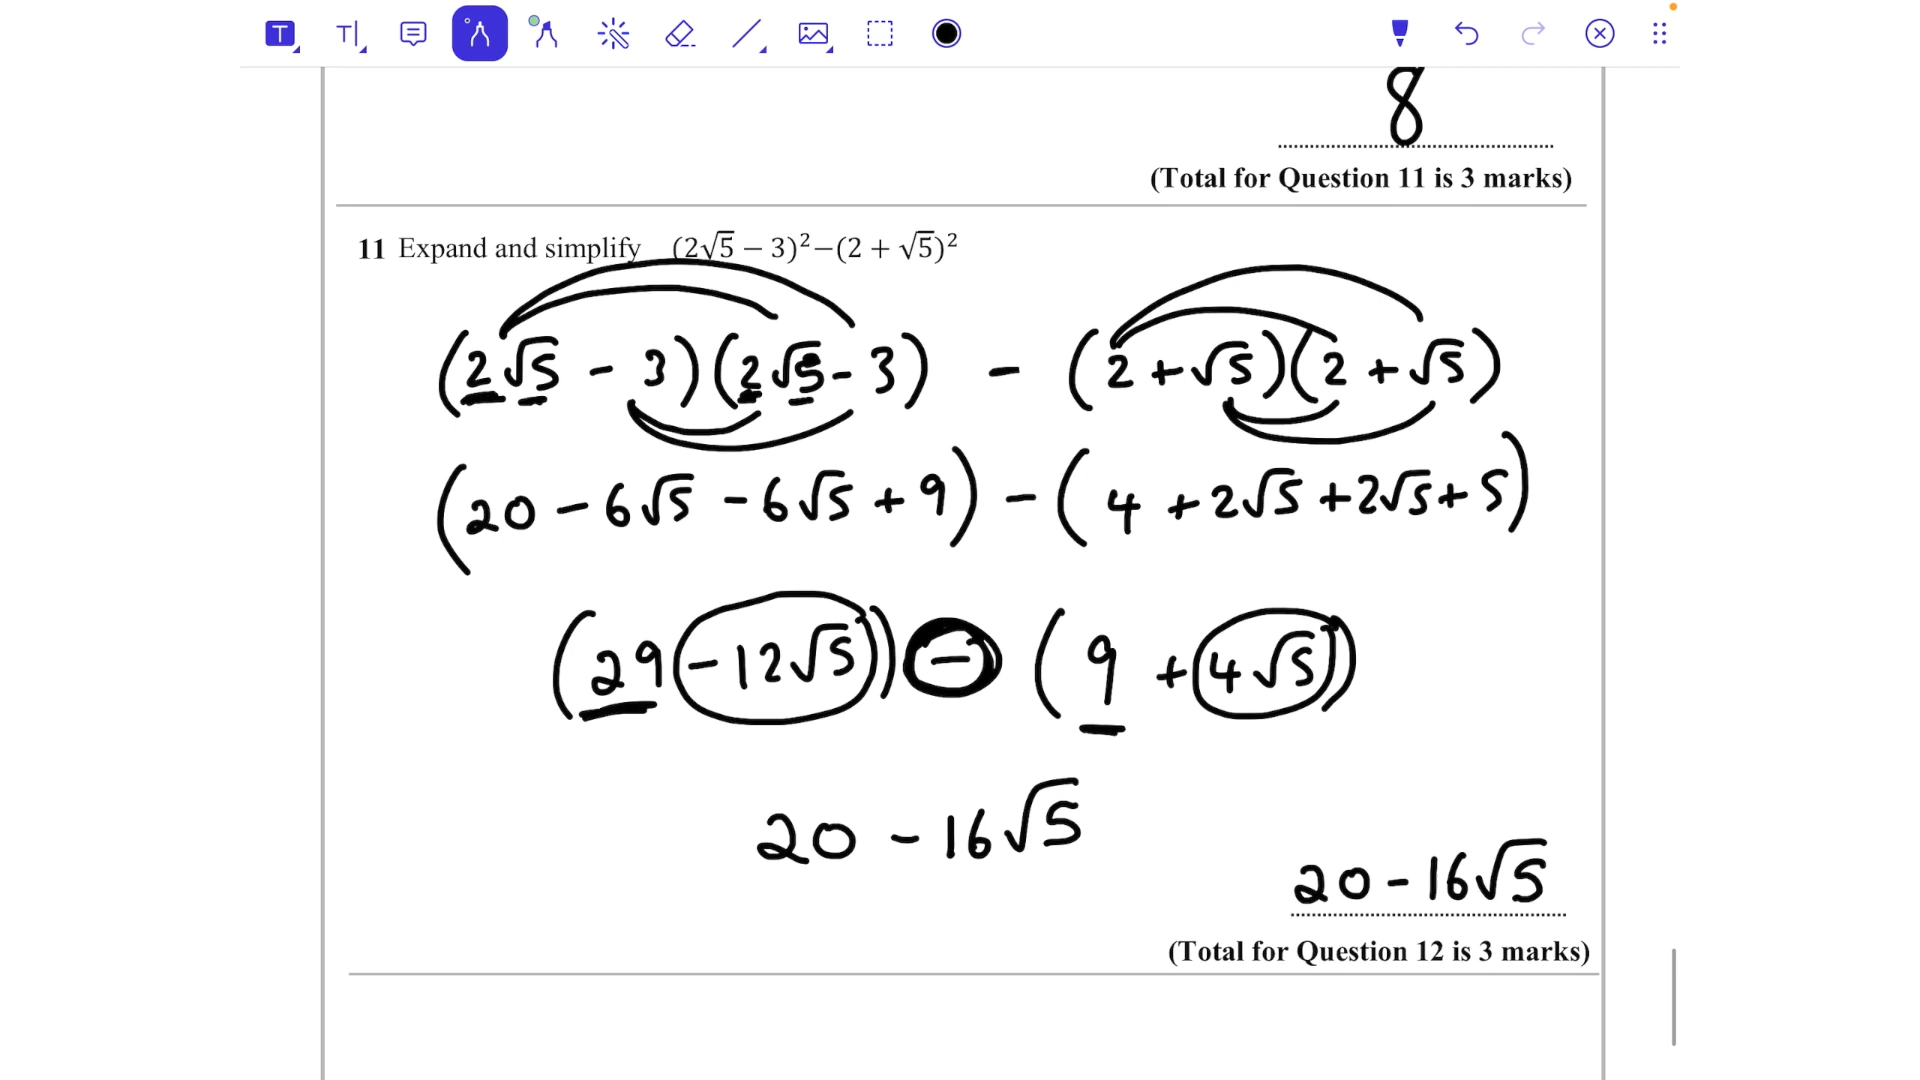 T T|
8
(Total for Question 11 is 3 marks)
11 Expand and simplify (2√5 − 3)²−(2 + √5)²
(2√5 - 3)(2√5 - 3) - (2 + √5)(2 + √5)
(20 - 6√5 - 6√5 + 9) - (4 + 2√5 + 2√5 + 5)
(29 - 12√5) - (9 + 4√5)
20 - 16√5
20 - 16√5
(Total for Question 12 is 3 marks)